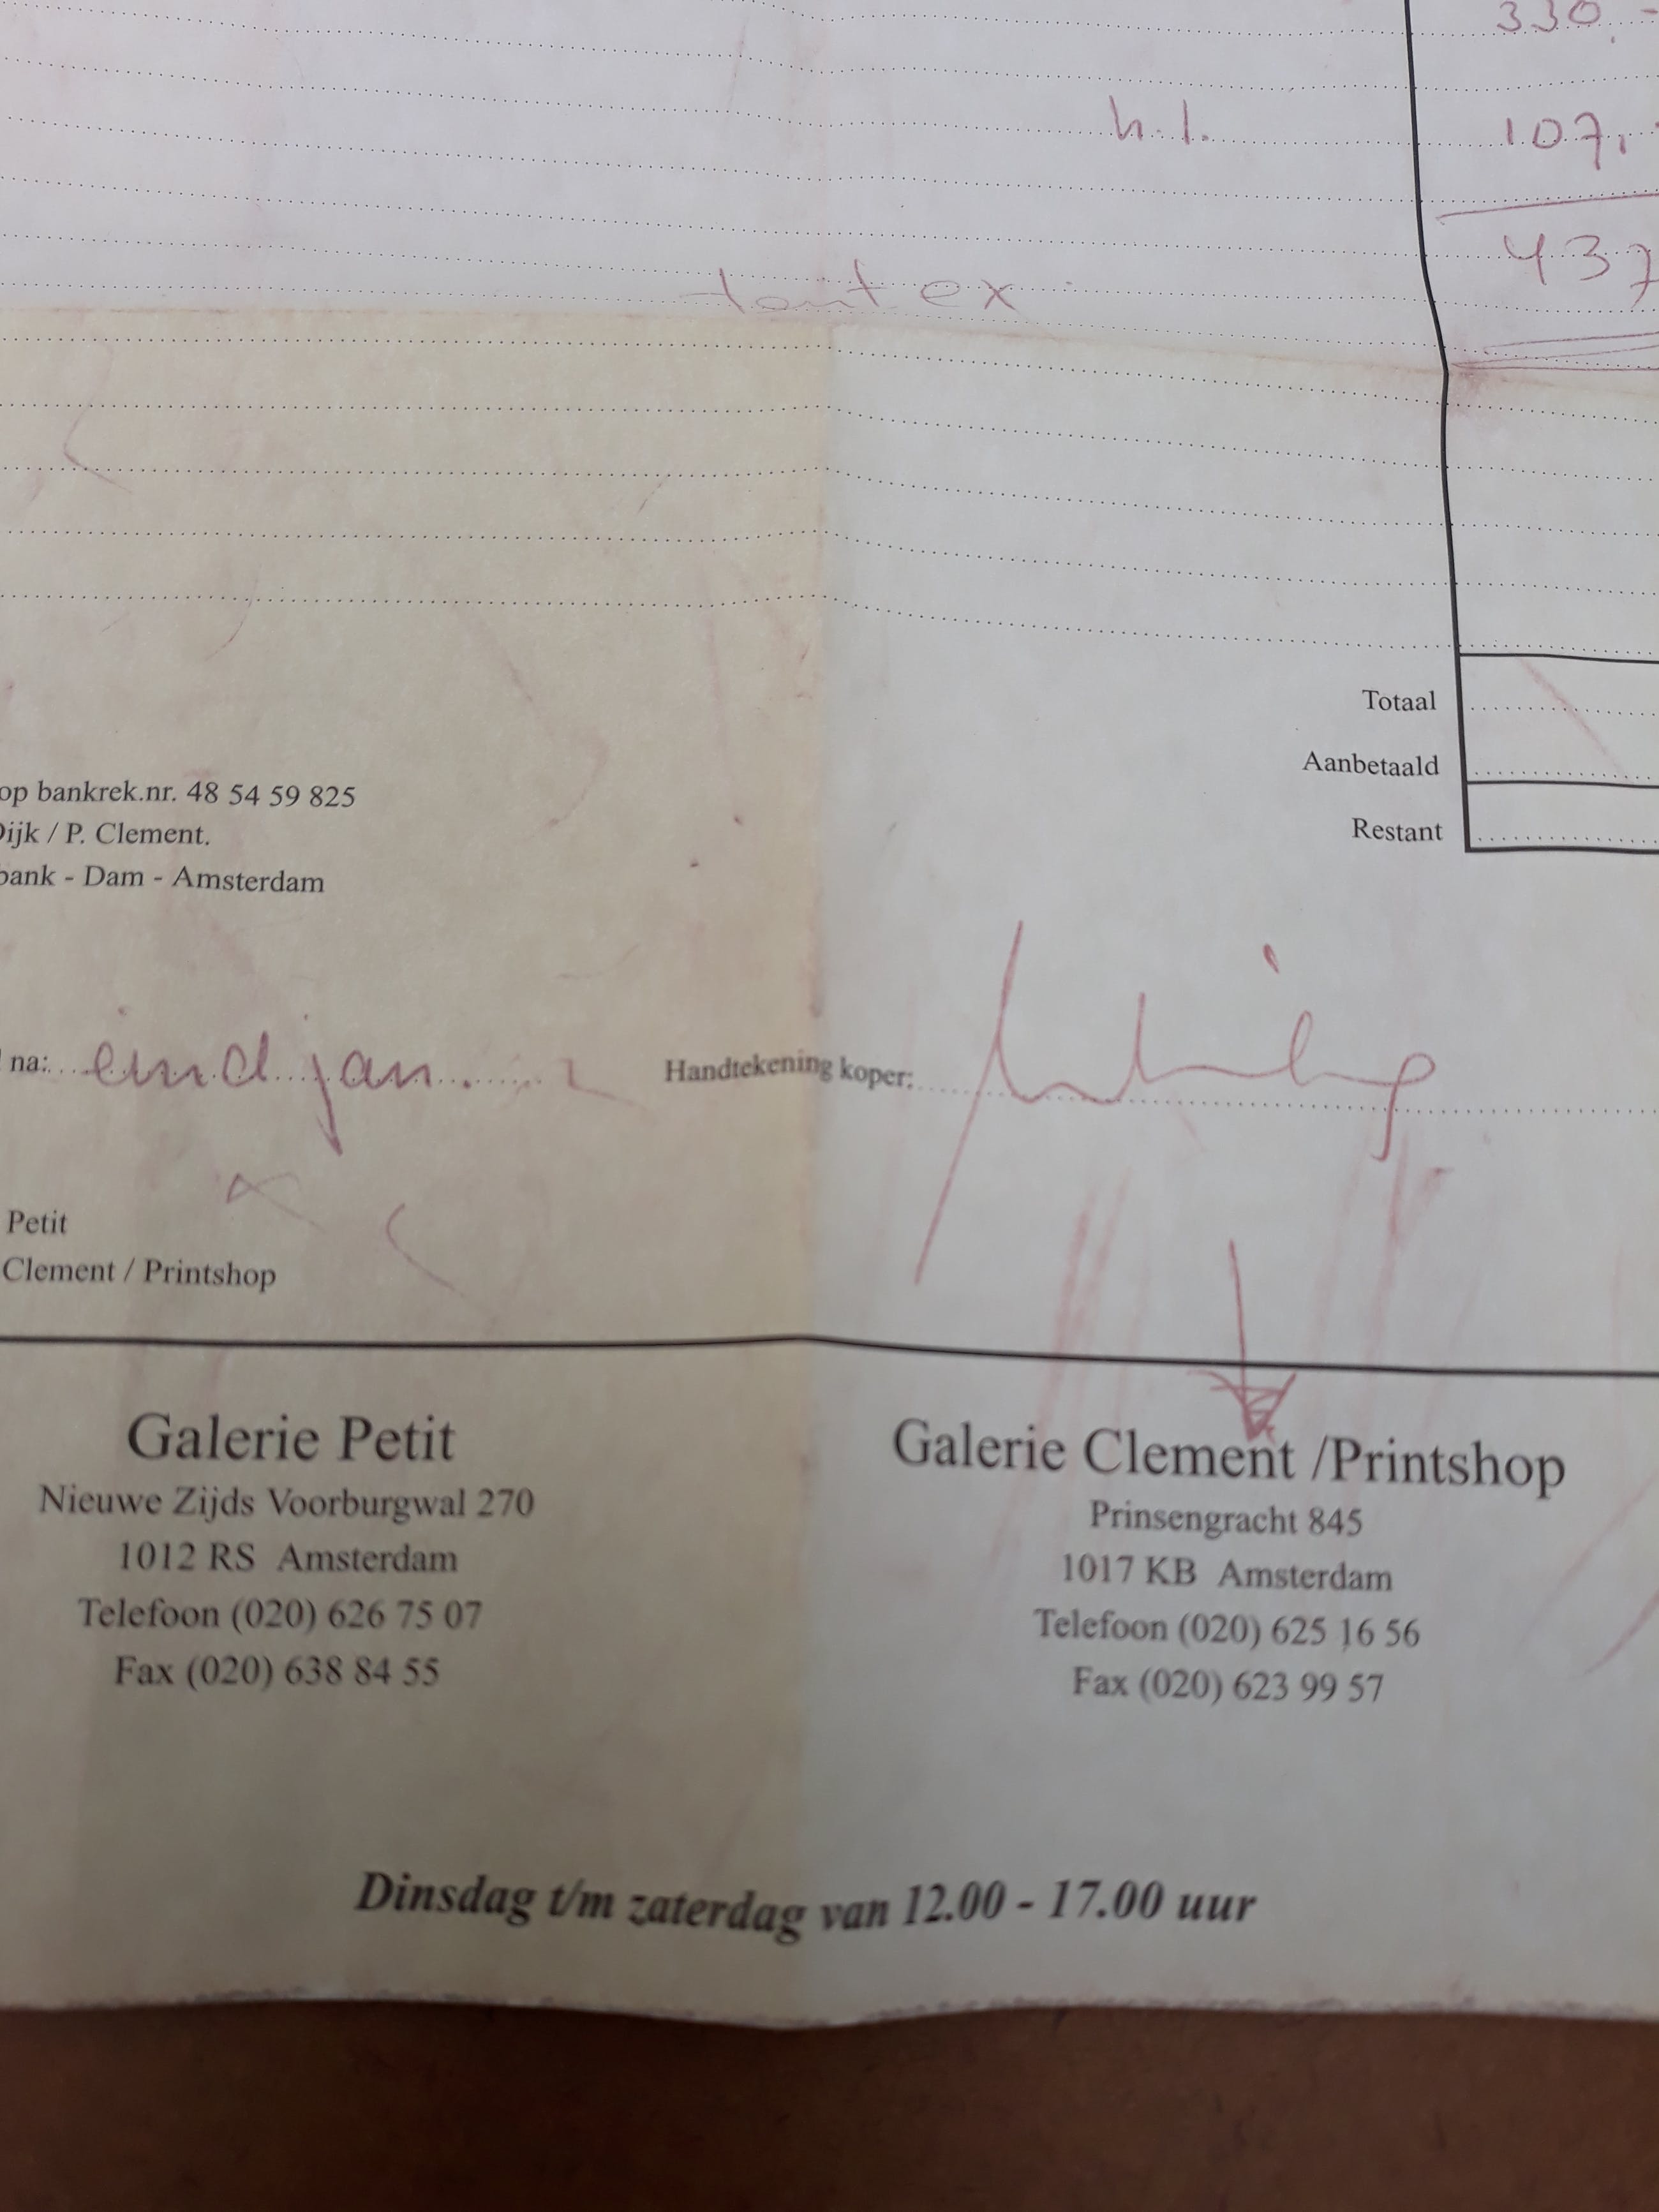 330,-
h.l. 107,-
437
ex
Totaal
Aanbetaald
op bankrek.nr. 48 54 59 825
Restant
Dijk / P. Clement.
bank - Dam - Amsterdam
na: eind jan. Handtekening koper:
Petit
Clement / Printshop
Galerie Petit
Nieuwe Zijds Voorburgwal 270
1012 RS Amsterdam
Telefoon (020) 626 75 07
Fax (020) 638 84 55
Galerie Clement /Printshop
Prinsengracht 845
1017 KB Amsterdam
Telefoon (020) 625 16 56
Fax (020) 623 99 57
Dinsdag t/m zaterdag van 12.00 - 17.00 uur